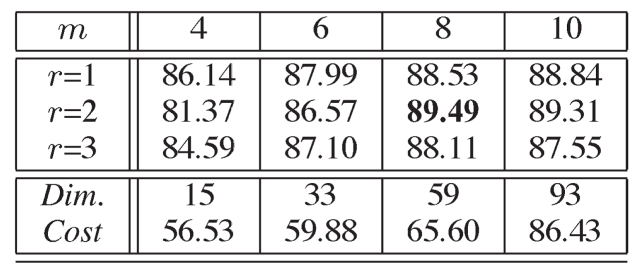 m 4 6 8 10
r=1 86.14 87.99 88.53 88.84
r=2 81.37 86.57 89.49 89.31
r=3 84.59 87.10 88.11 87.55
Dim. 15 33 59 93
Cost 56.53 59.88 65.60 86.43